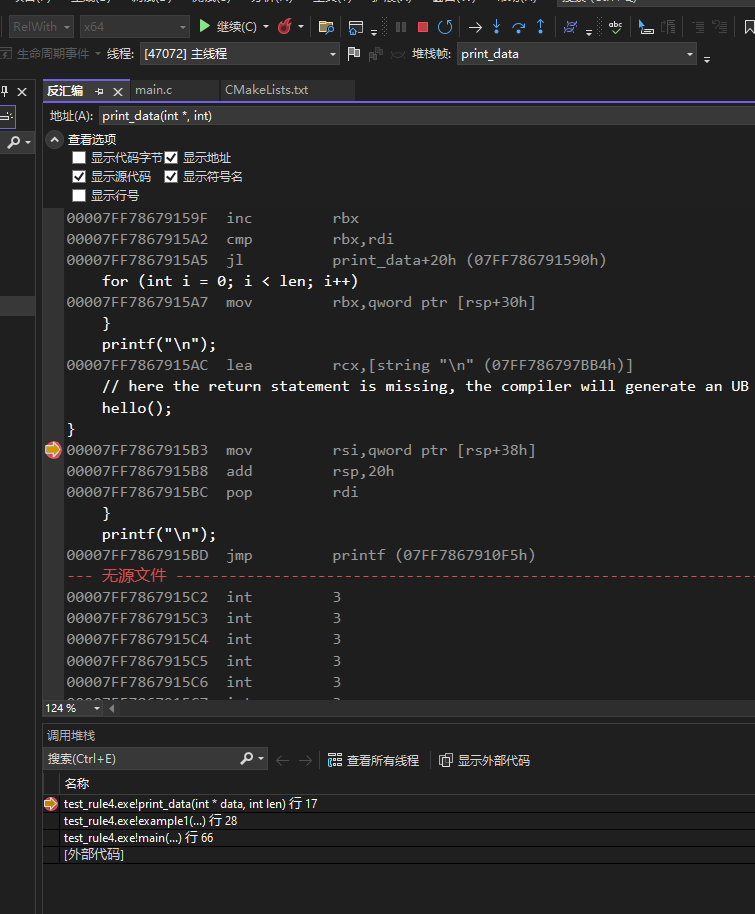 RelWith x64 继续(C)
生命周期事件 线程: [47072] 主线程 堆栈帧: print_data
反汇编 main.c CMakeLists.txt
地址(A): print_data(int *, int)
查看选项
显示代码字节 显示地址
显示源代码 显示符号名
显示行号
00007FF78679159F inc rbx
00007FF7867915A2 cmp rbx,rdi
00007FF7867915A5 jl print_data+20h (07FF786791590h)
for (int i = 0; i < len; i++)
00007FF7867915A7 mov rbx,qword ptr [rsp+30h]
}
printf("\n");
00007FF7867915AC lea rcx,[string "\n" (07FF786797BB4h)]
// here the return statement is missing, the compiler will generate an UB
hello();
}
00007FF7867915B3 mov rsi,qword ptr [rsp+38h]
00007FF7867915B8 add rsp,20h
00007FF7867915BC pop rdi
}
printf("\n");
00007FF7867915BD jmp printf (07FF7867910F5h)
--- 无源文件 ---
00007FF7867915C2 int 3
00007FF7867915C3 int 3
00007FF7867915C4 int 3
00007FF7867915C5 int 3
00007FF7867915C6 int 3
124 %
调用堆栈
搜索(Ctrl+E) 查看所有线程 显示外部代码
名称
test_rule4.exe!print_data(int * data, int len) 行 17
test_rule4.exe!example1(...) 行 28
test_rule4.exe!main(...) 行 66
[外部代码]